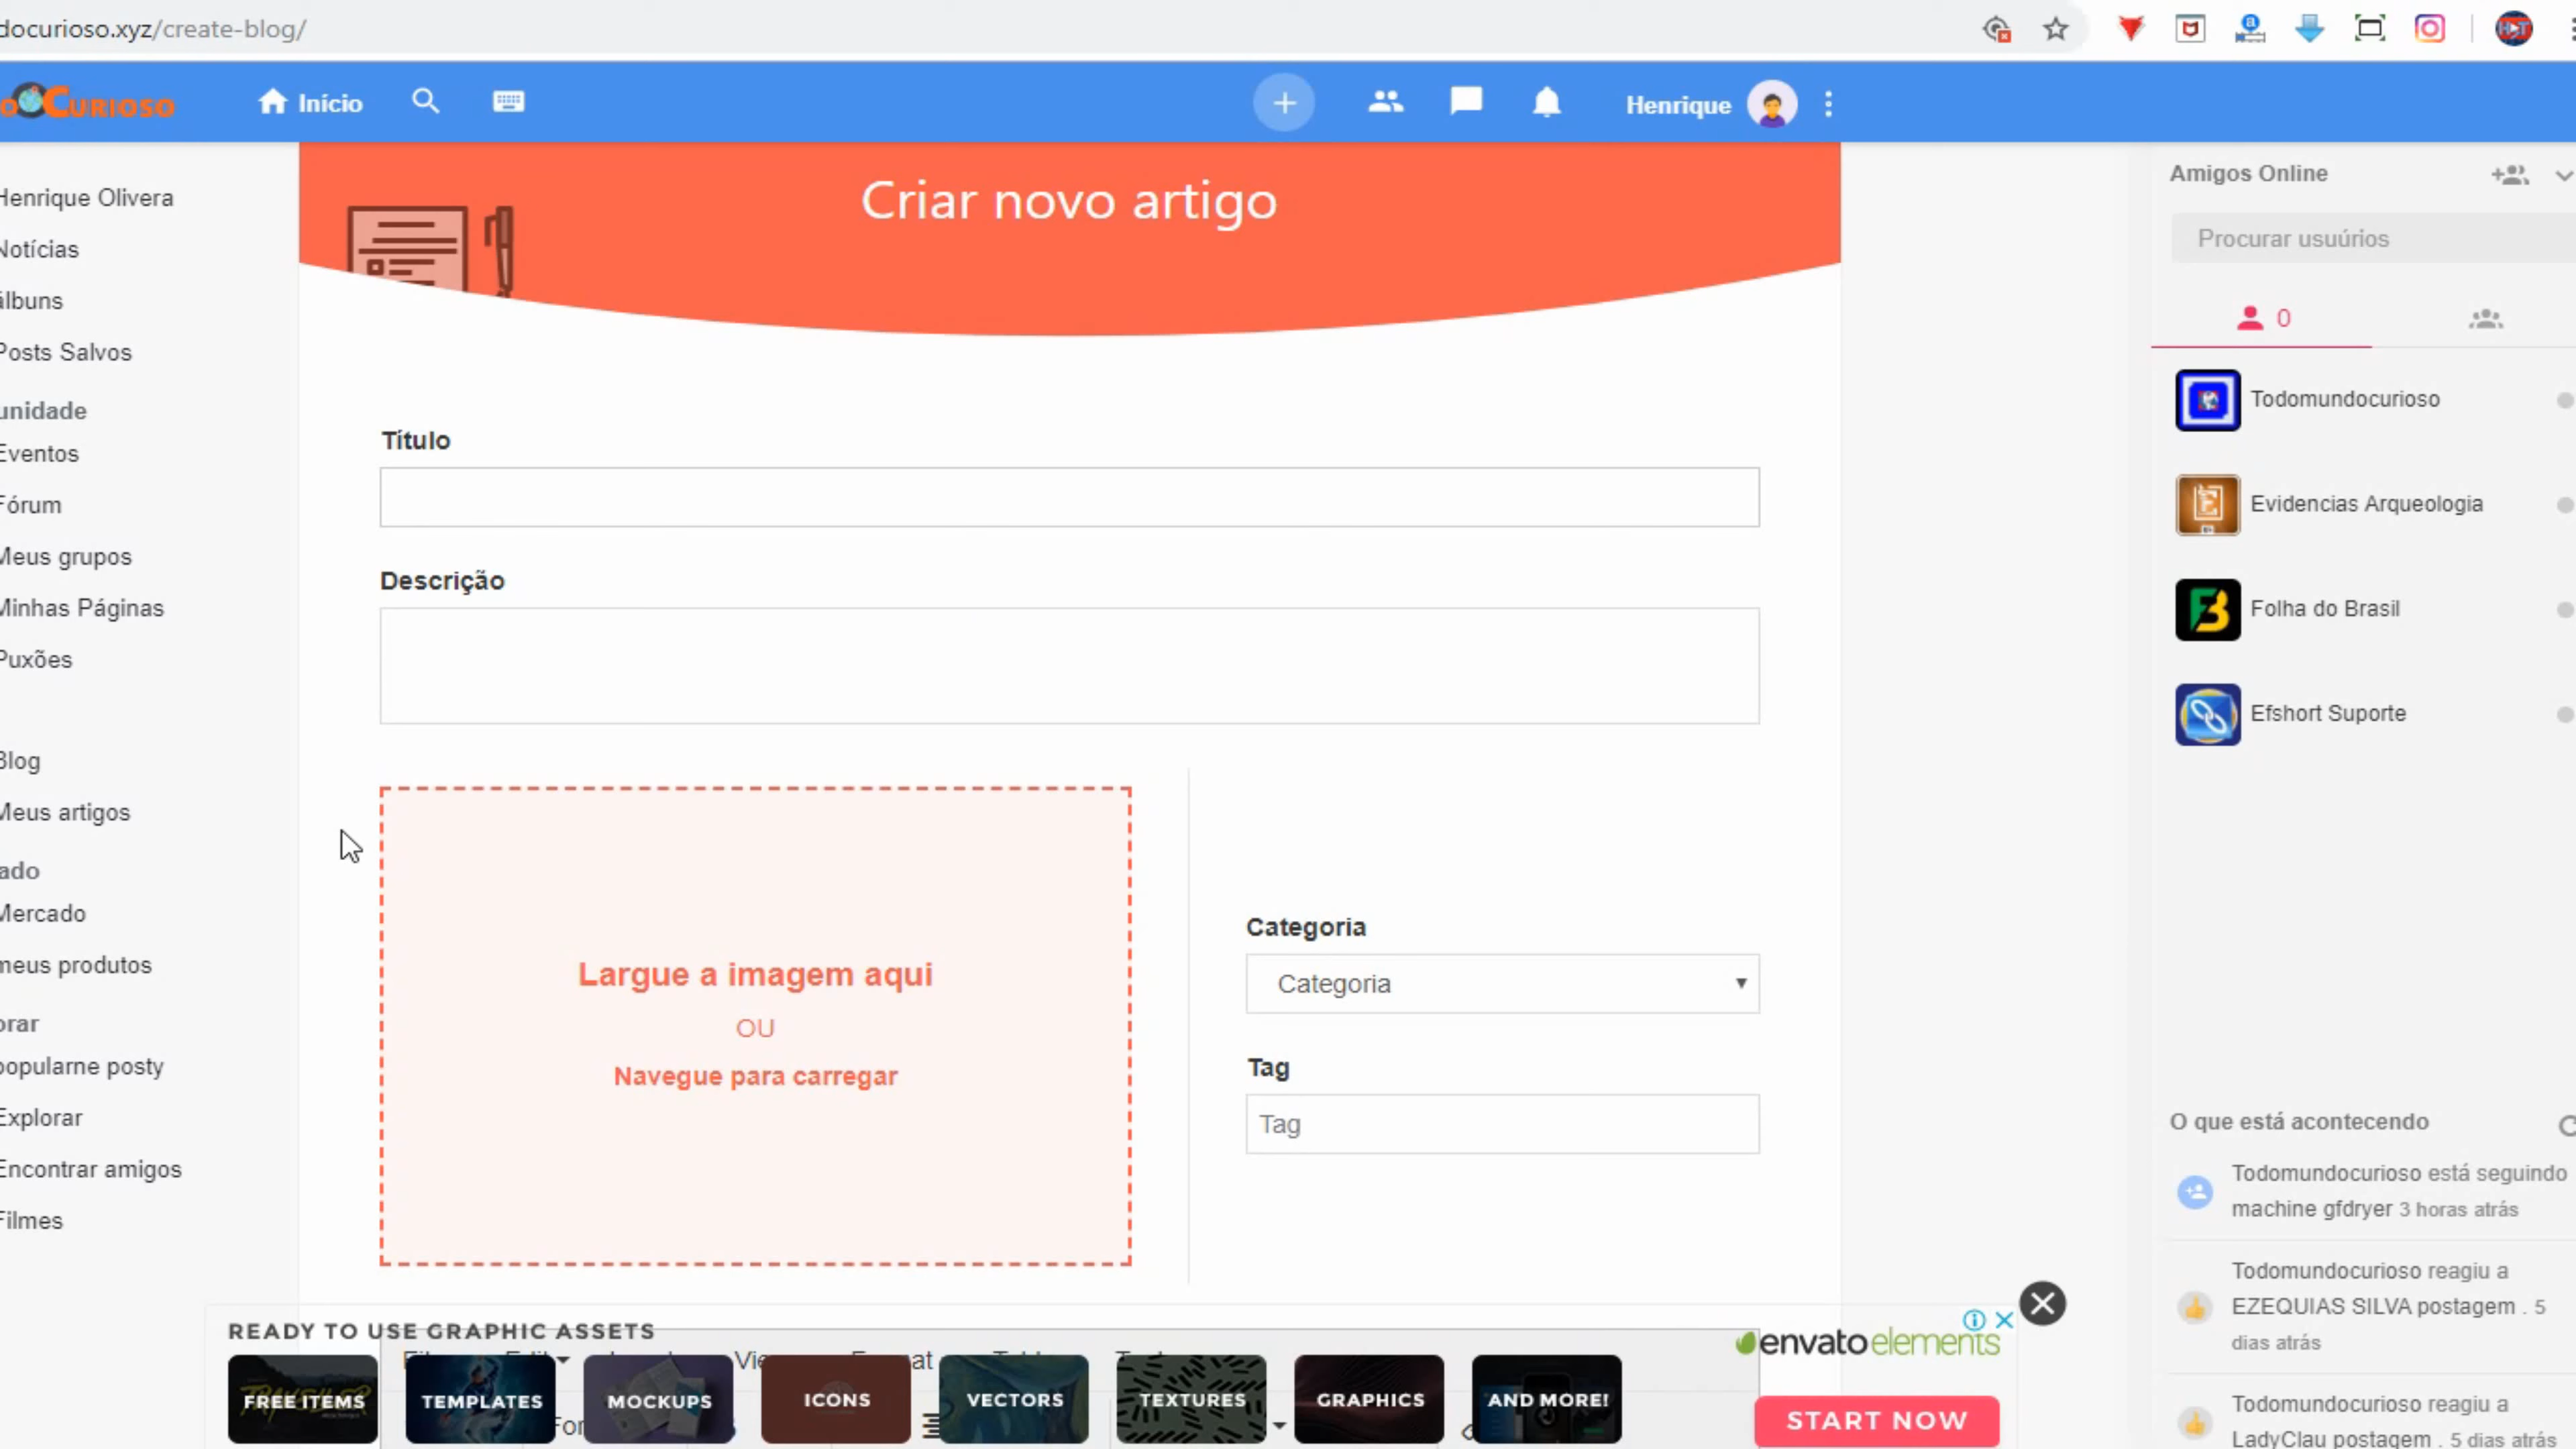 docurioso.xyz/create-blog/
oCurioso
Início
Henrique
Henrique Olivera
Notícias
álbuns
Posts Salvos
unidade
Eventos
Fórum
Meus grupos
Minhas Páginas
Puxões
Blog
Meus artigos
ado
Mercado
meus produtos
orar
popularne posty
Explorar
Encontrar amigos
Filmes
Criar novo artigo
Título
Descrição
Largue a imagem aqui
OU
Navegue para carregar
Categoria
Categoria
Tag
Tag
Amigos Online
Procurar usuúrios
0
Todomundocurioso
Evidencias Arqueologia
Folha do Brasil
Efshort Suporte
O que está acontecendo
Todomundocurioso está seguindo
machine gfdryer 3 horas atrás
Todomundocurioso reagiu a
EZEQUIAS SILVA postagem . 5
dias atrás
Todomundocurioso reagiu a
LadyClau postagem . 5 dias atrás
READY TO USE GRAPHIC ASSETS
envatoelements
FREE ITEMS
TEMPLATES
MOCKUPS
ICONS
VECTORS
TEXTURES
GRAPHICS
AND MORE!
START NOW